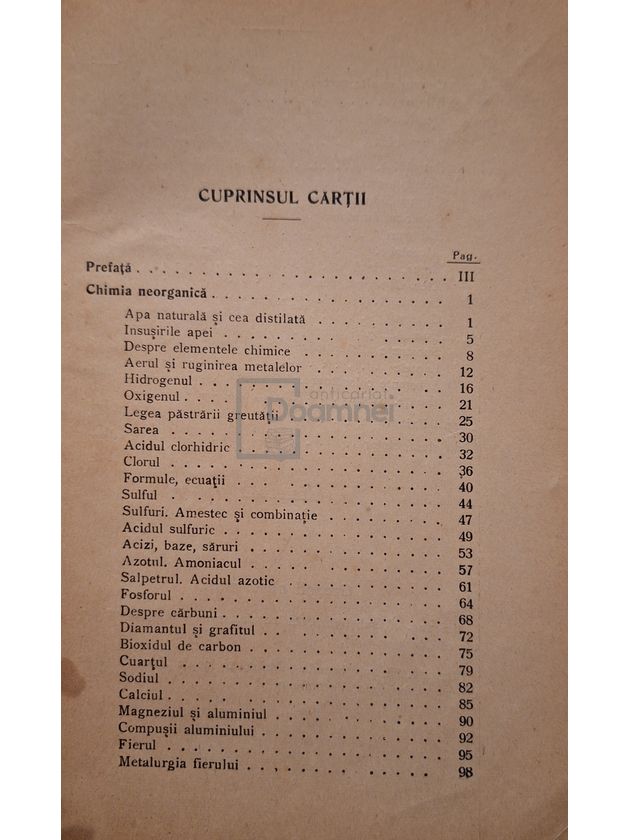 CUPRINSUL CĂRȚII
Pag.
Prefață . . . . . . . . . . . . . . . . . . . . . . III
Chimia neorganică . . . . . . . . . . . . . . . . . 1
Apa naturală și cea distilată . . . . . . . . . 1
Insușirile apei . . . . . . . . . . . . . . . 5
Despre elementele chimice . . . . . . . . . . 8
Aerul și ruginirea metalelor . . . . . . . . . 12
Hidrogenul . . . . . . . . . . . . . . . . 16
Oxigenul . . . . . . . . . . . . . . . . . 21
Legea păstrării greutății . . . . . . . . . . 25
Sarea . . . . . . . . . . . . . . . . . . 30
Acidul clorhidric . . . . . . . . . . . . . 32
Clorul . . . . . . . . . . . . . . . . . . 36
Formule, ecuații . . . . . . . . . . . . . . 40
Sulful . . . . . . . . . . . . . . . . . . 44
Sulfuri. Amestec și combinație . . . . . . . . 47
Acidul sulfuric . . . . . . . . . . . . . . 49
Acizi, baze, săruri . . . . . . . . . . . . . 53
Azotul. Amoniacul . . . . . . . . . . . . . 57
Salpetrul. Acidul azotic . . . . . . . . . . . 61
Fosforul . . . . . . . . . . . . . . . . . 64
Despre cărbuni . . . . . . . . . . . . . . . 68
Diamantul și grafitul . . . . . . . . . . . . 72
Bioxidul de carbon . . . . . . . . . . . . . 75
Cuarțul . . . . . . . . . . . . . . . . . 79
Sodiul . . . . . . . . . . . . . . . . . . 82
Calciul . . . . . . . . . . . . . . . . . . 85
Magneziul și aluminiul . . . . . . . . . . . . 90
Compușii aluminiului . . . . . . . . . . . . . 92
Fierul . . . . . . . . . . . . . . . . . . 95
Metalurgia fierului . . . . . . . . . . . . . 98
anticariat
Doamnei